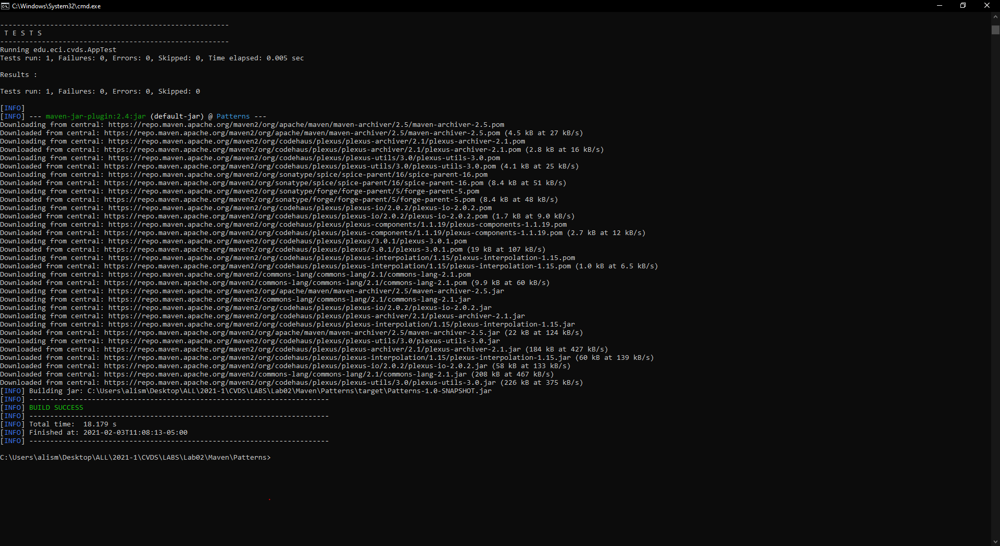 C:\Windows\System32\cmd.exe
-------------------------------------------------------
 T E S T S
-------------------------------------------------------
Running edu.eci.cvds.AppTest
Tests run: 1, Failures: 0, Errors: 0, Skipped: 0, Time elapsed: 0.005 sec
Results :
Tests run: 1, Failures: 0, Errors: 0, Skipped: 0
[INFO]
[INFO] --- maven-jar-plugin:2.4:jar (default-jar) @ Patterns ---
Downloading from central: https://repo.maven.apache.org/maven2/org/apache/maven/maven-archiver/2.5/maven-archiver-2.5.pom
Downloaded from central: https://repo.maven.apache.org/maven2/org/apache/maven/maven-archiver/2.5/maven-archiver-2.5.pom (4.5 kB at 27 kB/s)
Downloading from central: https://repo.maven.apache.org/maven2/org/codehaus/plexus/plexus-archiver/2.1/plexus-archiver-2.1.pom
Downloaded from central: https://repo.maven.apache.org/maven2/org/codehaus/plexus/plexus-archiver/2.1/plexus-archiver-2.1.pom (2.8 kB at 16 kB/s)
Downloading from central: https://repo.maven.apache.org/maven2/org/codehaus/plexus/plexus-utils/3.0/plexus-utils-3.0.pom
Downloaded from central: https://repo.maven.apache.org/maven2/org/codehaus/plexus/plexus-utils/3.0/plexus-utils-3.0.pom (4.1 kB at 25 kB/s)
Downloading from central: https://repo.maven.apache.org/maven2/org/sonatype/spice/spice-parent/16/spice-parent-16.pom
Downloaded from central: https://repo.maven.apache.org/maven2/org/sonatype/spice/spice-parent/16/spice-parent-16.pom (8.4 kB at 51 kB/s)
Downloading from central: https://repo.maven.apache.org/maven2/org/sonatype/forge/forge-parent/5/forge-parent-5.pom
Downloaded from central: https://repo.maven.apache.org/maven2/org/sonatype/forge/forge-parent/5/forge-parent-5.pom (8.4 kB at 48 kB/s)
Downloading from central: https://repo.maven.apache.org/maven2/org/codehaus/plexus/plexus-io/2.0.2/plexus-io-2.0.2.pom
Downloaded from central: https://repo.maven.apache.org/maven2/org/codehaus/plexus/plexus-io/2.0.2/plexus-io-2.0.2.pom (1.7 kB at 9.0 kB/s)
Downloading from central: https://repo.maven.apache.org/maven2/org/codehaus/plexus/plexus-components/1.1.19/plexus-components-1.1.19.pom
Downloaded from central: https://repo.maven.apache.org/maven2/org/codehaus/plexus/plexus-components/1.1.19/plexus-components-1.1.19.pom (2.7 kB at 12 kB/s)
Downloading from central: https://repo.maven.apache.org/maven2/org/codehaus/plexus/plexus/3.0.1/plexus-3.0.1.pom
Downloaded from central: https://repo.maven.apache.org/maven2/org/codehaus/plexus/plexus/3.0.1/plexus-3.0.1.pom (19 kB at 107 kB/s)
Downloading from central: https://repo.maven.apache.org/maven2/org/codehaus/plexus/plexus-interpolation/1.15/plexus-interpolation-1.15.pom
Downloaded from central: https://repo.maven.apache.org/maven2/org/codehaus/plexus/plexus-interpolation/1.15/plexus-interpolation-1.15.pom (1.0 kB at 6.5 kB/s)
Downloading from central: https://repo.maven.apache.org/maven2/commons-lang/commons-lang/2.1/commons-lang-2.1.pom
Downloaded from central: https://repo.maven.apache.org/maven2/commons-lang/commons-lang/2.1/commons-lang-2.1.pom (9.9 kB at 60 kB/s)
Downloading from central: https://repo.maven.apache.org/maven2/org/apache/maven/maven-archiver/2.5/maven-archiver-2.5.jar
Downloading from central: https://repo.maven.apache.org/maven2/commons-lang/commons-lang/2.1/commons-lang-2.1.jar
Downloading from central: https://repo.maven.apache.org/maven2/org/codehaus/plexus/plexus-io/2.0.2/plexus-io-2.0.2.jar
Downloading from central: https://repo.maven.apache.org/maven2/org/codehaus/plexus/plexus-archiver/2.1/plexus-archiver-2.1.jar
Downloading from central: https://repo.maven.apache.org/maven2/org/codehaus/plexus/plexus-interpolation/1.15/plexus-interpolation-1.15.jar
Downloaded from central: https://repo.maven.apache.org/maven2/org/apache/maven/maven-archiver/2.5/maven-archiver-2.5.jar (22 kB at 124 kB/s)
Downloading from central: https://repo.maven.apache.org/maven2/org/codehaus/plexus/plexus-utils/3.0/plexus-utils-3.0.jar
Downloaded from central: https://repo.maven.apache.org/maven2/org/codehaus/plexus/plexus-archiver/2.1/plexus-archiver-2.1.jar (184 kB at 427 kB/s)
Downloaded from central: https://repo.maven.apache.org/maven2/org/codehaus/plexus/plexus-interpolation/1.15/plexus-interpolation-1.15.jar (60 kB at 139 kB/s)
Downloaded from central: https://repo.maven.apache.org/maven2/org/codehaus/plexus/plexus-io/2.0.2/plexus-io-2.0.2.jar (58 kB at 133 kB/s)
Downloaded from central: https://repo.maven.apache.org/maven2/commons-lang/commons-lang/2.1/commons-lang-2.1.jar (208 kB at 467 kB/s)
Downloaded from central: https://repo.maven.apache.org/maven2/org/codehaus/plexus/plexus-utils/3.0/plexus-utils-3.0.jar (226 kB at 375 kB/s)
[INFO] Building jar: C:\Users\alism\Desktop\ALL\2021-1\CVDS\LABS\Lab02\Maven\Patterns\target\Patterns-1.0-SNAPSHOT.jar
[INFO] ------------------------------------------------------------------------
[INFO] BUILD SUCCESS
[INFO] ------------------------------------------------------------------------
[INFO] Total time:  18.179 s
[INFO] Finished at: 2021-02-03T11:08:13-05:00
[INFO] ------------------------------------------------------------------------
C:\Users\alism\Desktop\ALL\2021-1\CVDS\LABS\Lab02\Maven\Patterns>